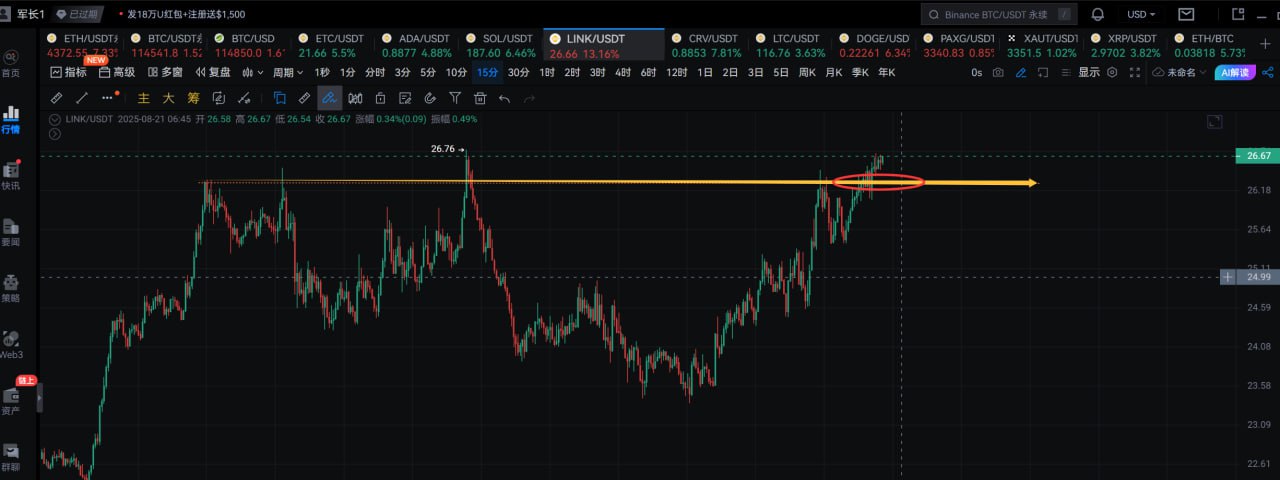 军长1 已过期 发18万U红包+注册送$1,500 Binance BTC/USDT 永续 / USD
ETH/USDT永 BTC/USDT永 BTC/USD ETC/USDT ADA/USDT SOL/USDT LINK/USDT CRV/USDT LTC/USDT DOGE/USDT PAXG/USDT XAUT/USDT XRP/USDT ETH/BTC
4372.55 7.33% 114541.8 1.52 114850.0 1.61 21.66 5.5% 0.8877 4.88% 187.60 6.46% 26.66 13.16% 0.8853 7.81% 116.76 3.63% 0.22261 6.34% 3340.83 0.85% 3351.5 1.02% 2.9702 3.82% 0.03818 5.73%
NEW
指标 高级 多窗 复盘 周期 1秒 1分 分时 3分 5分 10分 15分 30分 1时 2时 3时 4时 6时 12时 1日 2日 3日 5日 周K 月K 季K 年K 0s 显示 未命名 AI解读
主 大 筹
LINK/USDT 2025-08-21 06:45 开 26.58 高 26.67 低 26.54 收 26.67 涨幅 0.34%(0.09) 振幅 0.49%
首页
行情
快讯
要闻
策略
Web3
链上
资产
群聊
26.76
26.67
26.18
25.64
25.11
24.99
24.59
24.08
23.58
23.09
22.61